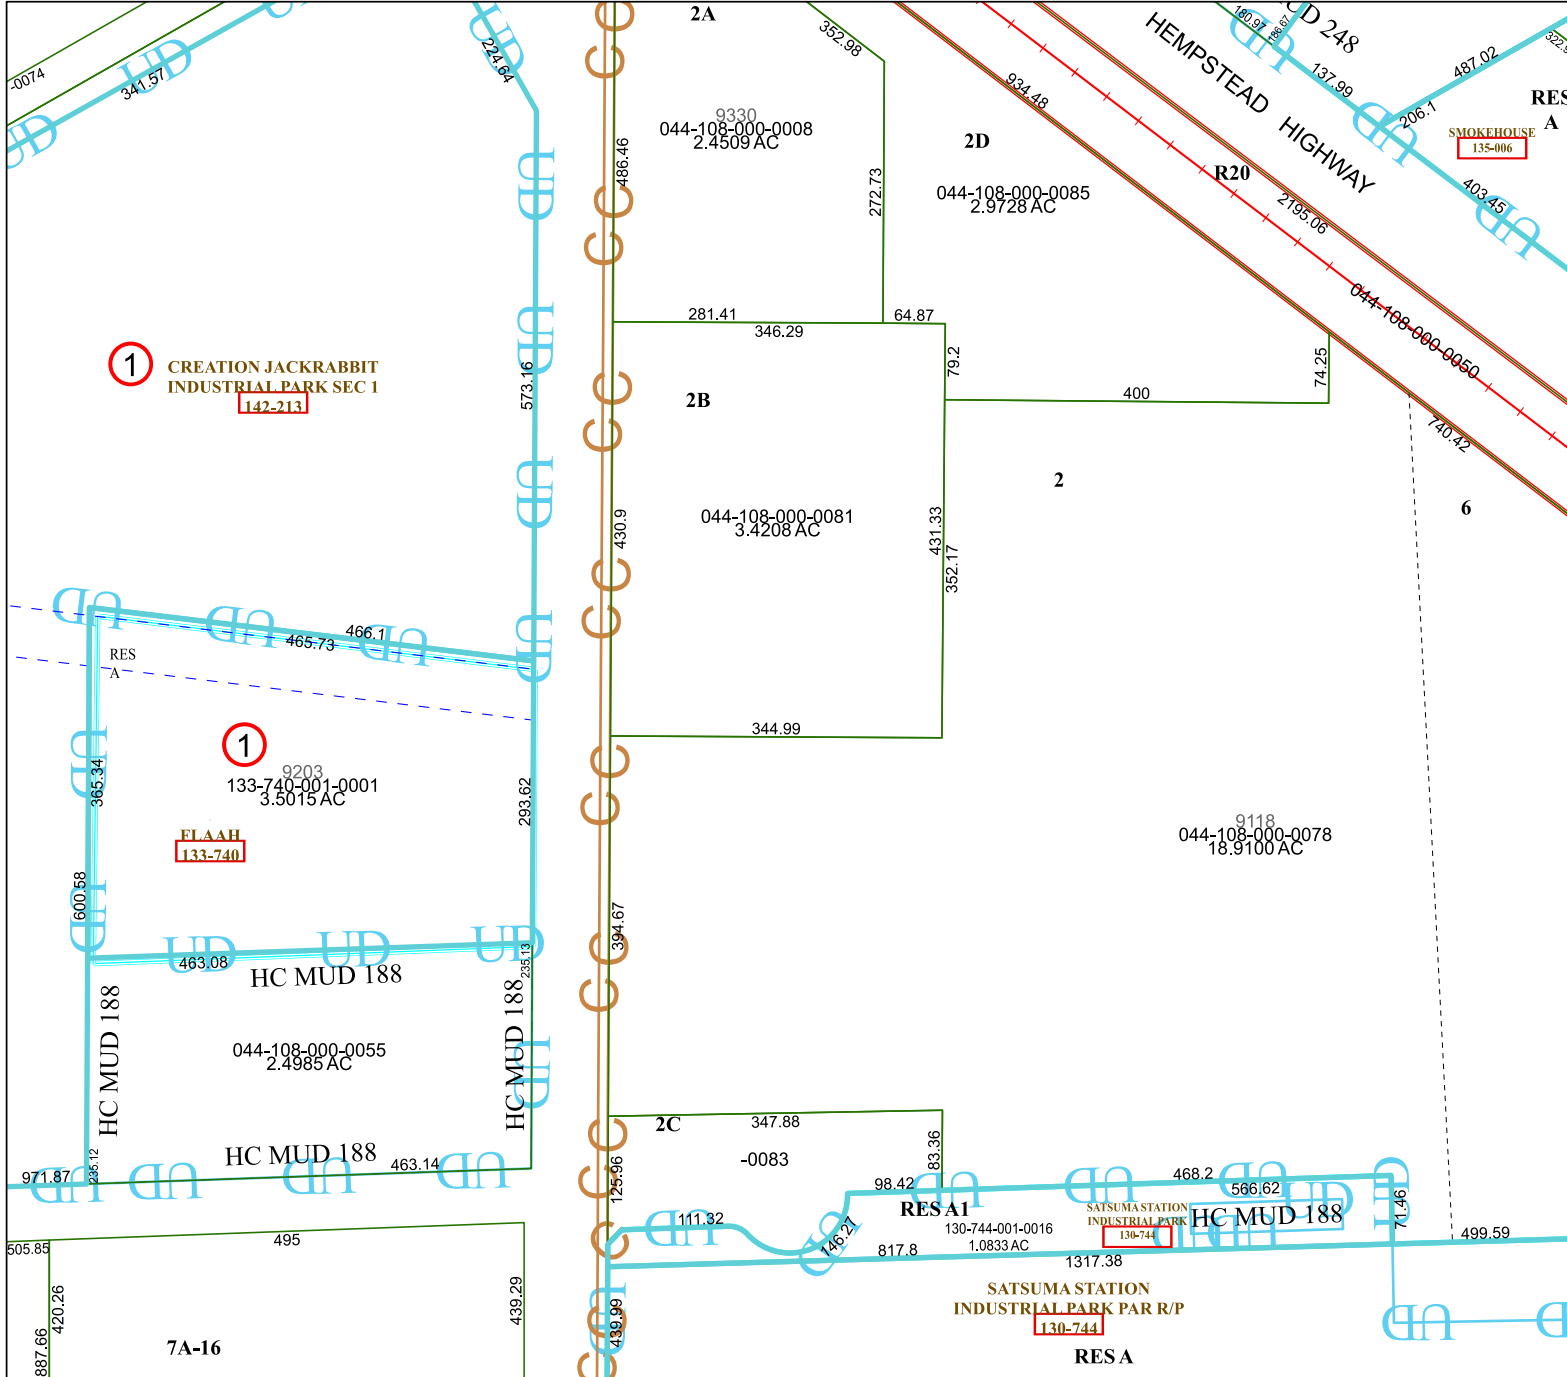 2A
UD
UD
UD
UD
-0074
341.57
224.64
352.98
934.48
HEMPSTEAD HIGHWAY
180.97
186.67
UD 248
137.99
487.02
206.1
RES
A
SMOKEHOUSE
135-006
403.45
9330
044-108-000-0008
2.4509 AC
486.46
272.73
2D
044-108-000-0085
2.9728 AC
R20
2195.06
044-108-000-0050
740.42
281.41
346.29
64.87
79.2
400
74.25
1
CREATION JACKRABBIT
INDUSTRIAL PARK SEC 1
142-213
573.16
2B
2
6
044-108-000-0081
3.4208 AC
430.9
431.33
352.17
466.1
465.73
RES
A
344.99
1
9203
133-740-001-0001
3.5015 AC
365.34
293.62
ELAAH
133-740
600.58
9118
044-108-000-0078
18.9100 AC
394.67
463.08
235.13
HC MUD 188
HC MUD 188
HC MUD 188
044-108-000-0055
2.4985 AC
HC MUD 188
463.14
971.87
235.12
2C
347.88
-0083
83.36
125.96
98.42
468.2
566.62
RES A1
111.32
146.27
130-744-001-0016
1.0833 AC
SATSUMA STATION
INDUSTRIAL PARK
130-744
HC MUD 188
71.46
499.59
817.8
1317.38
505.85
495
420.26
887.66
439.29
439.99
7A-16
SATSUMA STATION
INDUSTRIAL PARK PAR R/P
130-744
RES A